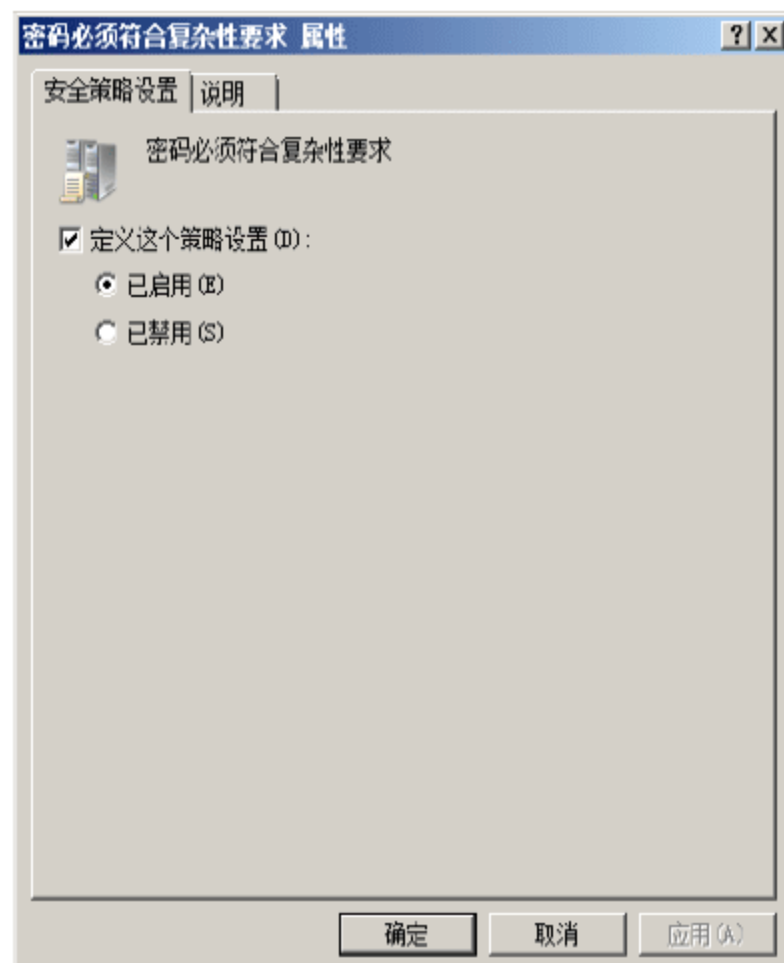 密码必须符合复杂性要求 属性
安全策略设置 说明
密码必须符合复杂性要求
定义这个策略设置(D):
已启用(E)
已禁用(S)
确定 取消 应用(A)